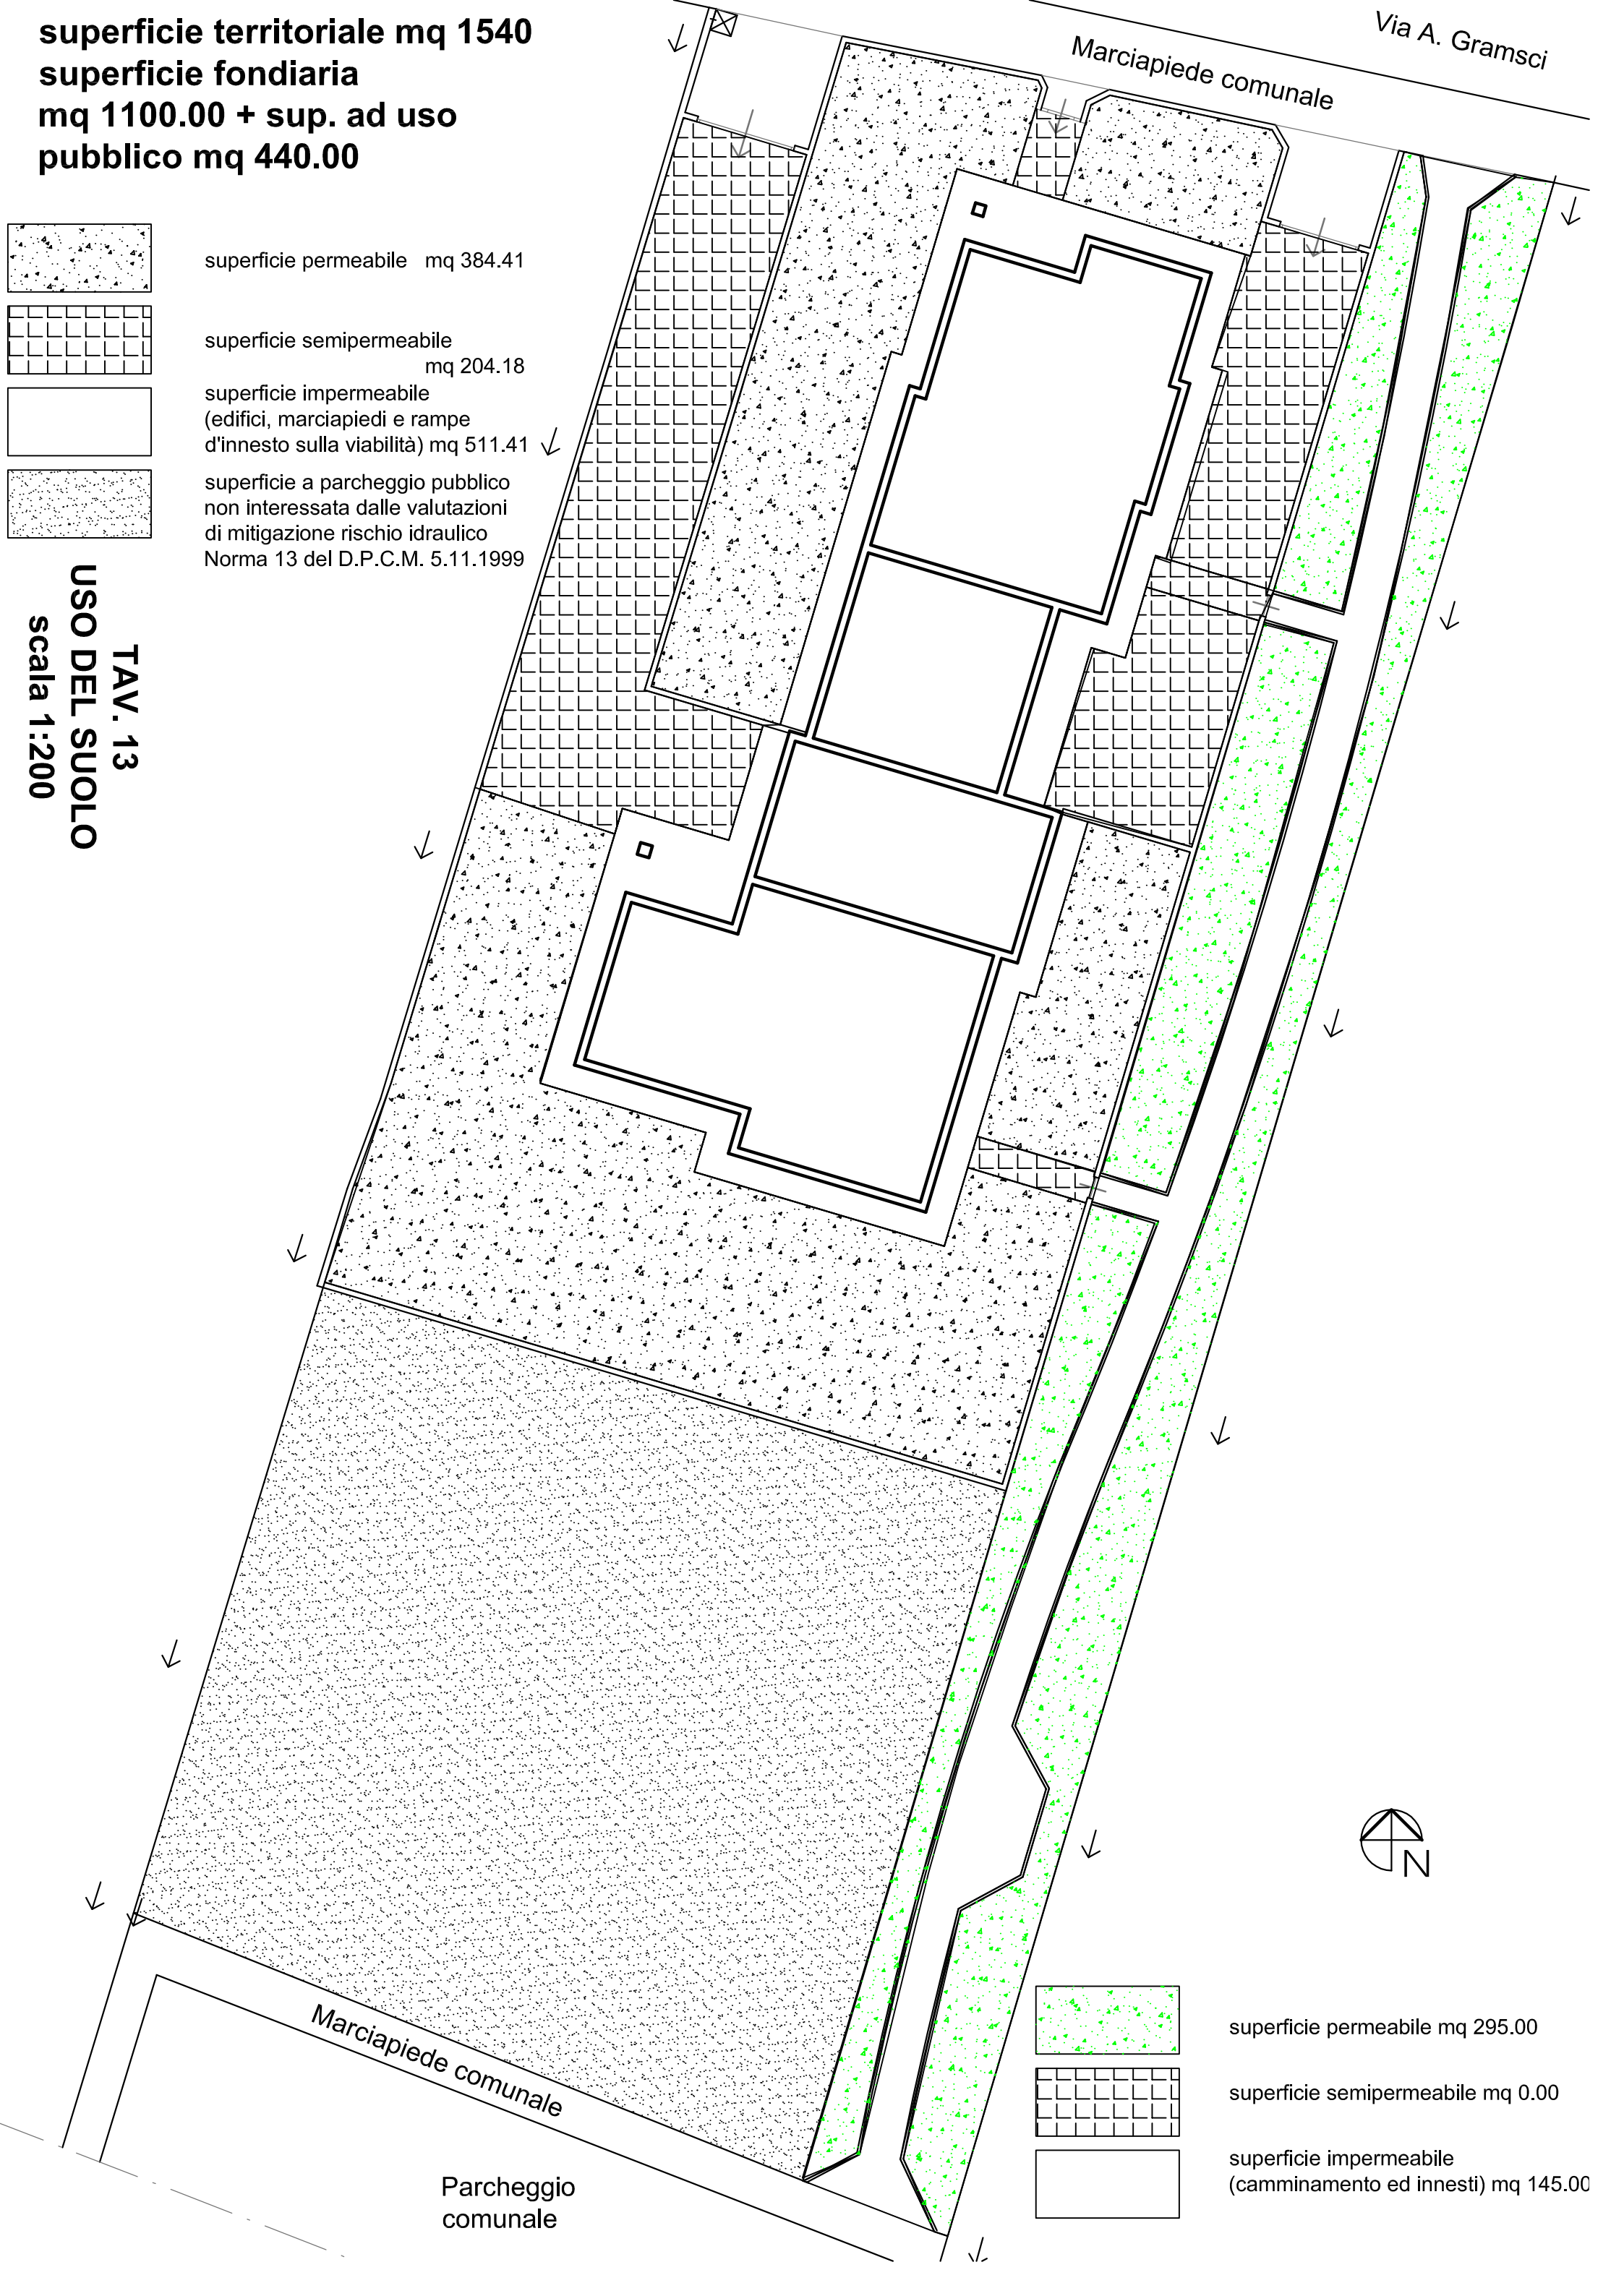 superficie territoriale mq 1540
superficie fondiaria
mq 1100.00 + sup. ad uso
pubblico mq 440.00
Via A. Gramsci
Marciapiede comunale
superficie permeabile mq 384.41
superficie semipermeabile
mq 204.18
superficie impermeabile
(edifici, marciapiedi e rampe
d'innesto sulla viabilità) mq 511.41
superficie a parcheggio pubblico
non interessata dalle valutazioni
di mitigazione rischio idraulico
Norma 13 del D.P.C.M. 5.11.1999
TAV. 13
USO DEL SUOLO
scala 1:200
N
Marciapiede comunale
Parcheggio
comunale
superficie permeabile mq 295.00
superficie semipermeabile mq 0.00
superficie impermeabile
(camminamento ed innesti) mq 145.00